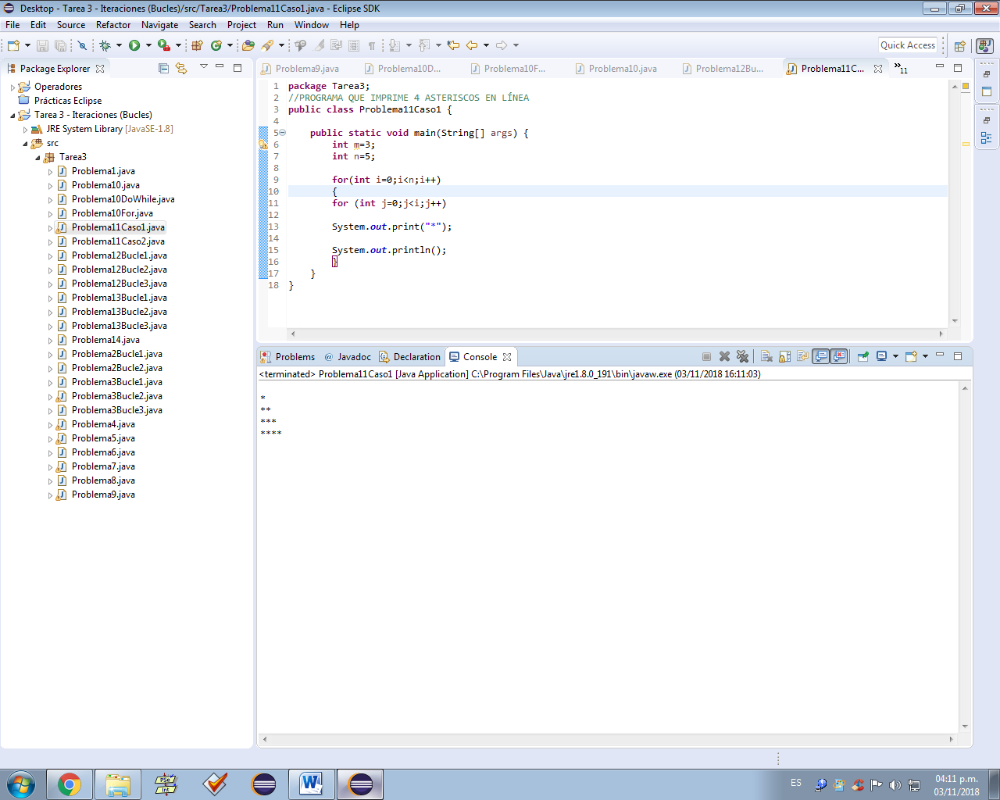 Desktop - Tarea 3 - Iteraciones (Bucles)/src/Tarea3/Problema11Caso1.java - Eclipse SDK
File Edit Source Refactor Navigate Search Project Run Window Help
Quick Access
Package Explorer
Operadores
Prácticas Eclipse
Tarea 3 - Iteraciones (Bucles)
JRE System Library [JavaSE-1.8]
src
Tarea3
Problema1.java
Problema10.java
Problema10DoWhile.java
Problema10For.java
Problema11Caso1.java
Problema11Caso2.java
Problema12Bucle1.java
Problema12Bucle2.java
Problema12Bucle3.java
Problema13Bucle1.java
Problema13Bucle2.java
Problema13Bucle3.java
Problema14.java
Problema2Bucle1.java
Problema2Bucle2.java
Problema3Bucle1.java
Problema3Bucle2.java
Problema3Bucle3.java
Problema4.java
Problema5.java
Problema6.java
Problema7.java
Problema8.java
Problema9.java
Problema9.java Problema10D... Problema10F... Problema10.java Problema12Bu... Problema11C... »11
1 package Tarea3;
2 //PROGRAMA QUE IMPRIME 4 ASTERISCOS EN LÍNEA
3 public class Problema11Caso1 {
4
5 public static void main(String[] args) {
6 int m=3;
7 int n=5;
8
9 for(int i=0;i<n;i++)
10 {
11 for (int j=0;j<i;j++)
12
13 System.out.print("*");
14
15 System.out.println();
16 }
17 }
18 }
Problems @ Javadoc Declaration Console
<terminated> Problema11Caso1 [Java Application] C:\Program Files\Java\jre1.8.0_191\bin\javaw.exe (03/11/2018 16:11:03)
*
**
***
****
PSe
Int
ES
04:11 p.m.
03/11/2018